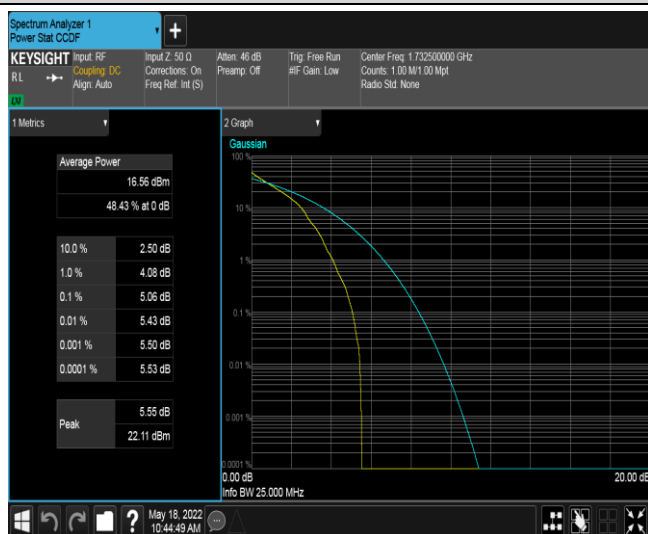 Spectrum Analyzer 1
Power Stat CCDF
KEYSIGHT
RL
Input: RF
Coupling: DC
Align: Auto
Input Z: 50 Ω
Corrections: On
Freq Ref: Int (S)
Atten: 46 dB
Preamp: Off
Trig: Free Run
#IF Gain: Low
Center Freq: 1.732500000 GHz
Counts: 1.00 M/1.00 Mpt
Radio Std: None
1 Metrics
Average Power
16.56 dBm
48.43 % at 0 dB
10.0 % 2.50 dB
1.0 % 4.08 dB
0.1 % 5.06 dB
0.01 % 5.43 dB
0.001 % 5.50 dB
0.0001 % 5.53 dB
Peak
5.55 dB
22.11 dBm
2 Graph
Gaussian
100 %
10 %
1 %
0.1 %
0.01 %
0.001 %
0.0001 %
0.00 dB
20.00 dB
Info BW 25.000 MHz
?
May 18, 2022
10:44:49 AM